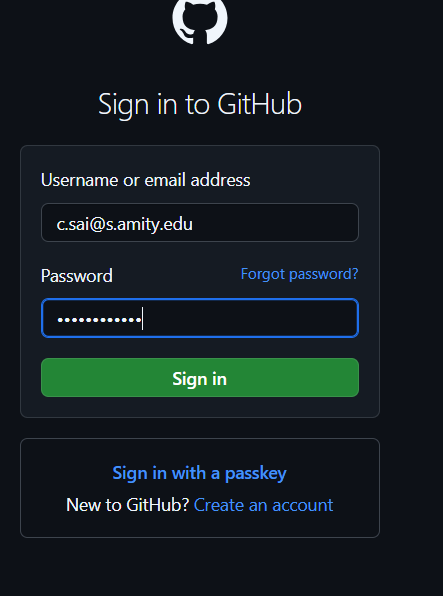 Sign in to GitHub
Username or email address
c.sai@s.amity.edu
Password Forgot password?
••••••••••••
Sign in
Sign in with a passkey
New to GitHub? Create an account